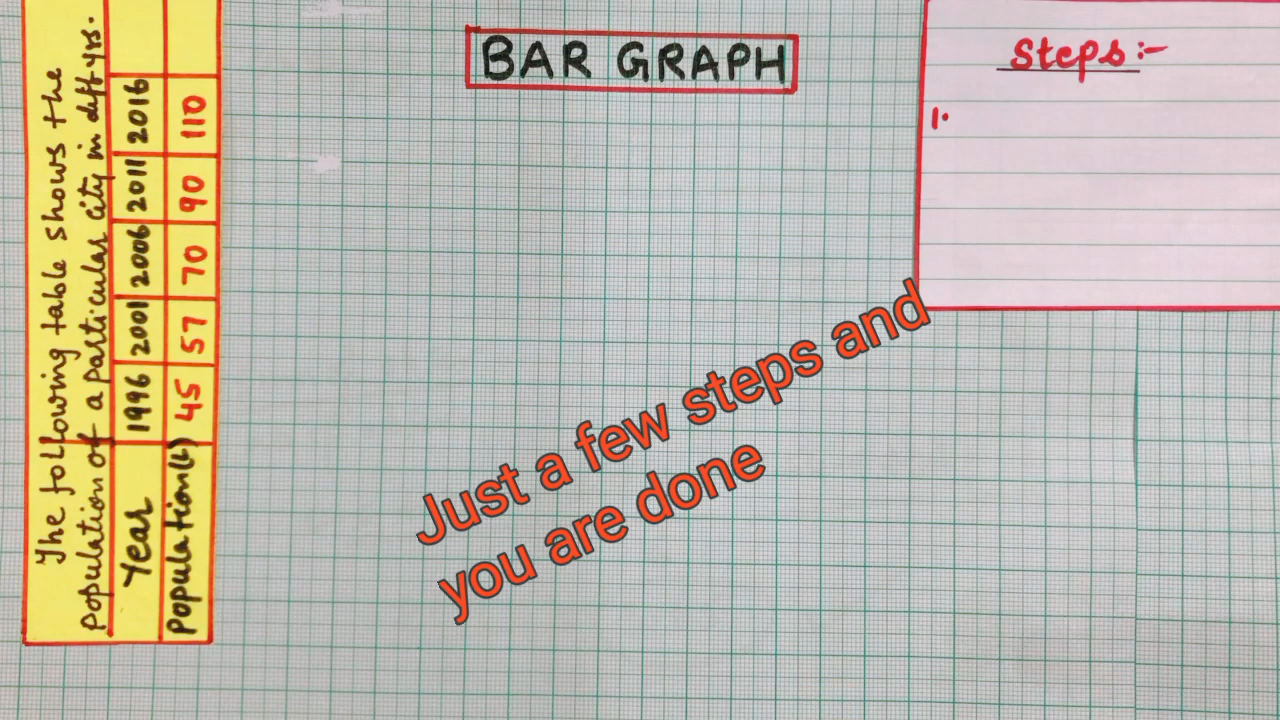 BAR GRAPH
The following table shows the
population of a particular city in diff yrs.
Year 1996 2001 2006 2011 2016
Population(L) 45 57 70 90 110
Steps :-
1.
Just a few steps and
you are done